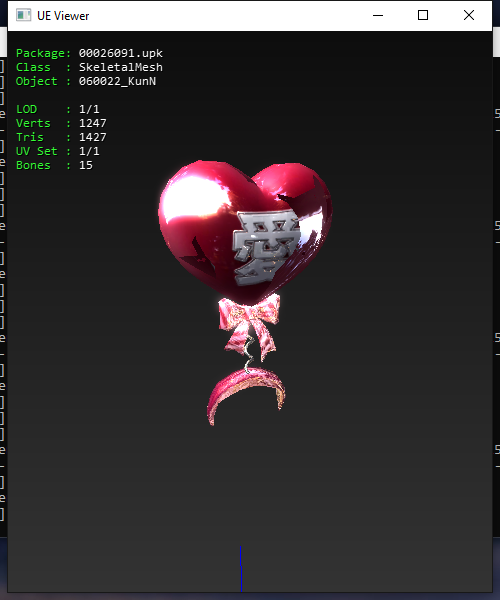 UE Viewer
Package: 00026091.upk
Class : SkeletalMesh
Object : 060022_KunN
LOD : 1/1
Verts : 1247
Tris : 1427
UV Set : 1/1
Bones : 15
愛